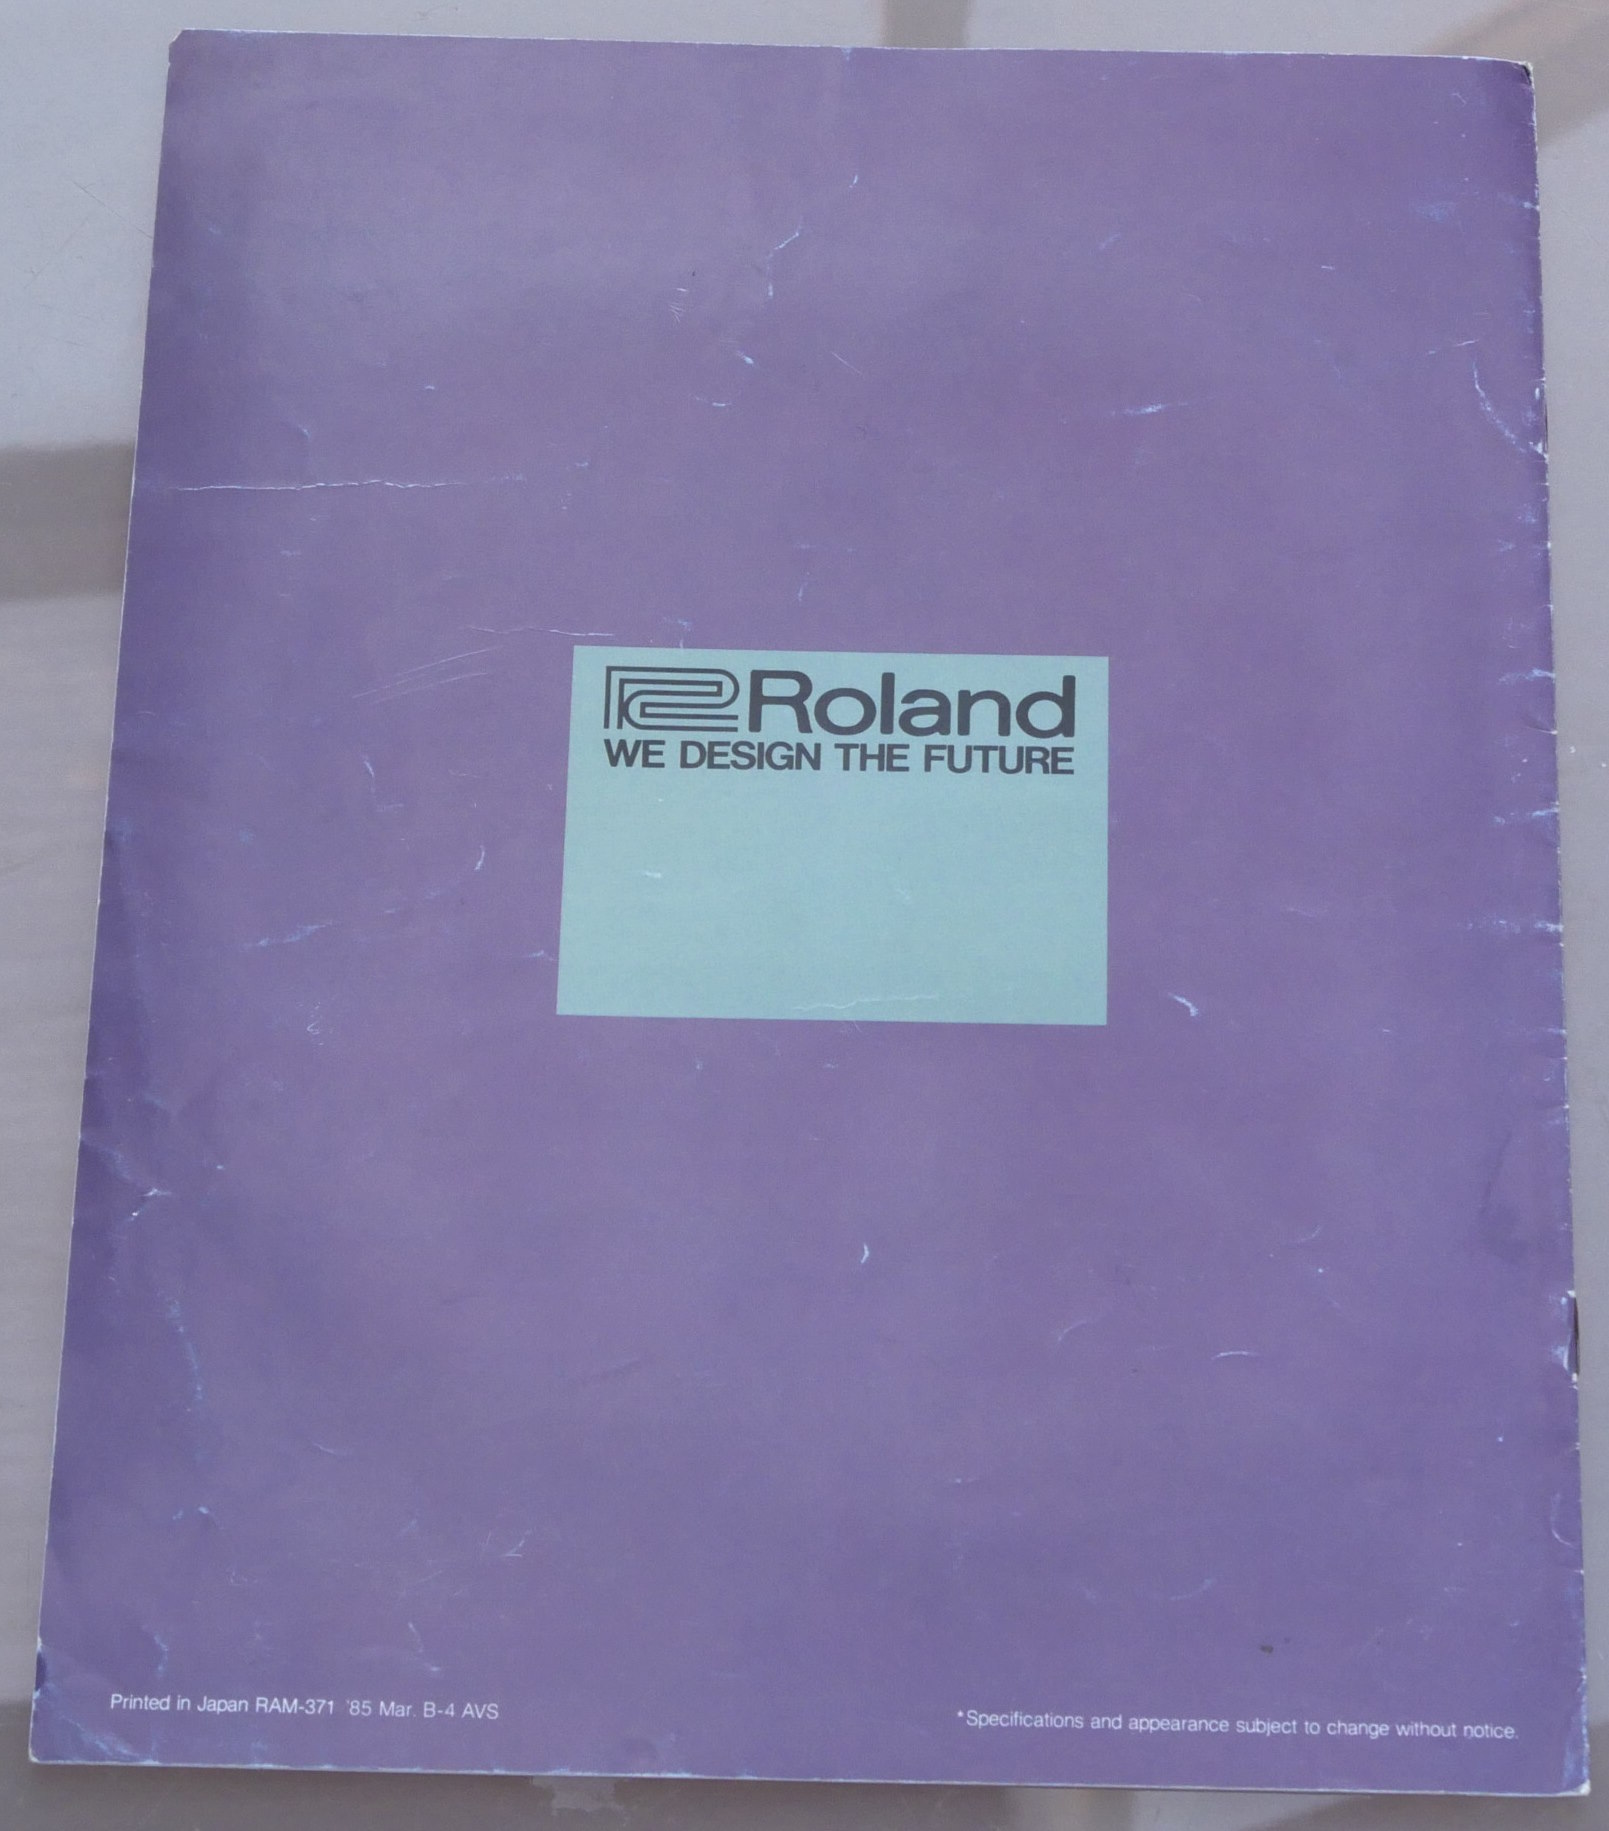 Roland
WE DESIGN THE FUTURE
Printed in Japan RAM-371 '85 Mar. B-4 AVS
*Specifications and appearance subject to change without notice.